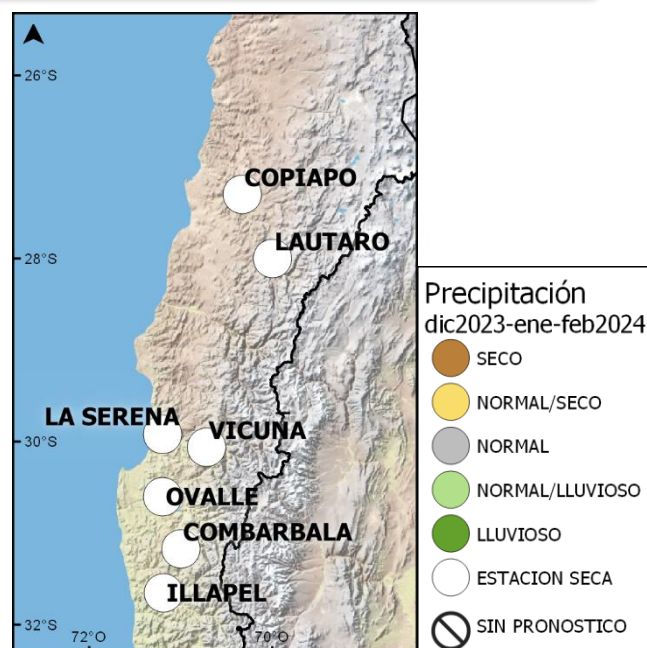 26°S
COPIAPO
LAUTARO
28°S
LA SERENA
VICUÑA
30°S
OVALLE
COMBARBALA
ILLAPEL
32°S
72°O
70°O
Precipitación
dic2023-ene-feb2024
SECO
NORMAL/SECO
NORMAL
NORMAL/LLUVIOSO
LLUVIOSO
ESTACION SECA
SIN PRONOSTICO